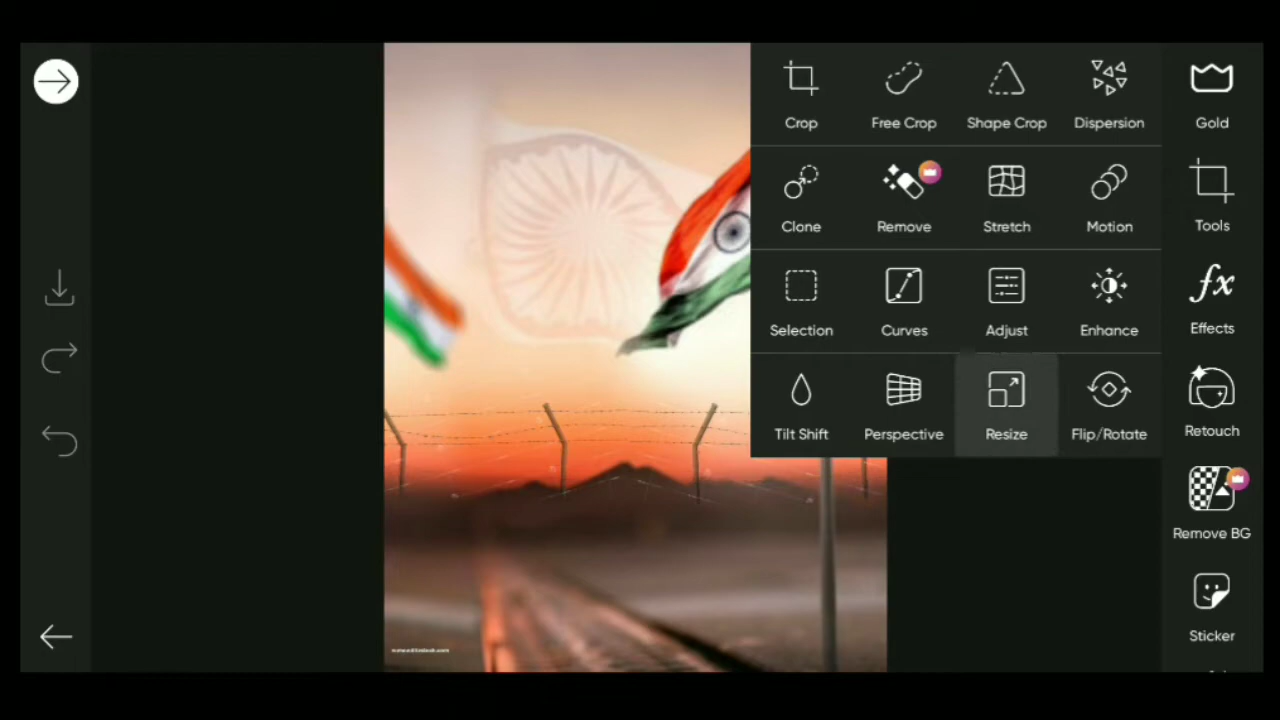 Crop
Free Crop
Shape Crop
Dispersion
Gold
Clone
Remove
Stretch
Motion
Tools
Selection
Curves
Adjust
Enhance
fx
Effects
Tilt Shift
Perspective
Resize
Flip/Rotate
Retouch
Remove BG
Sticker